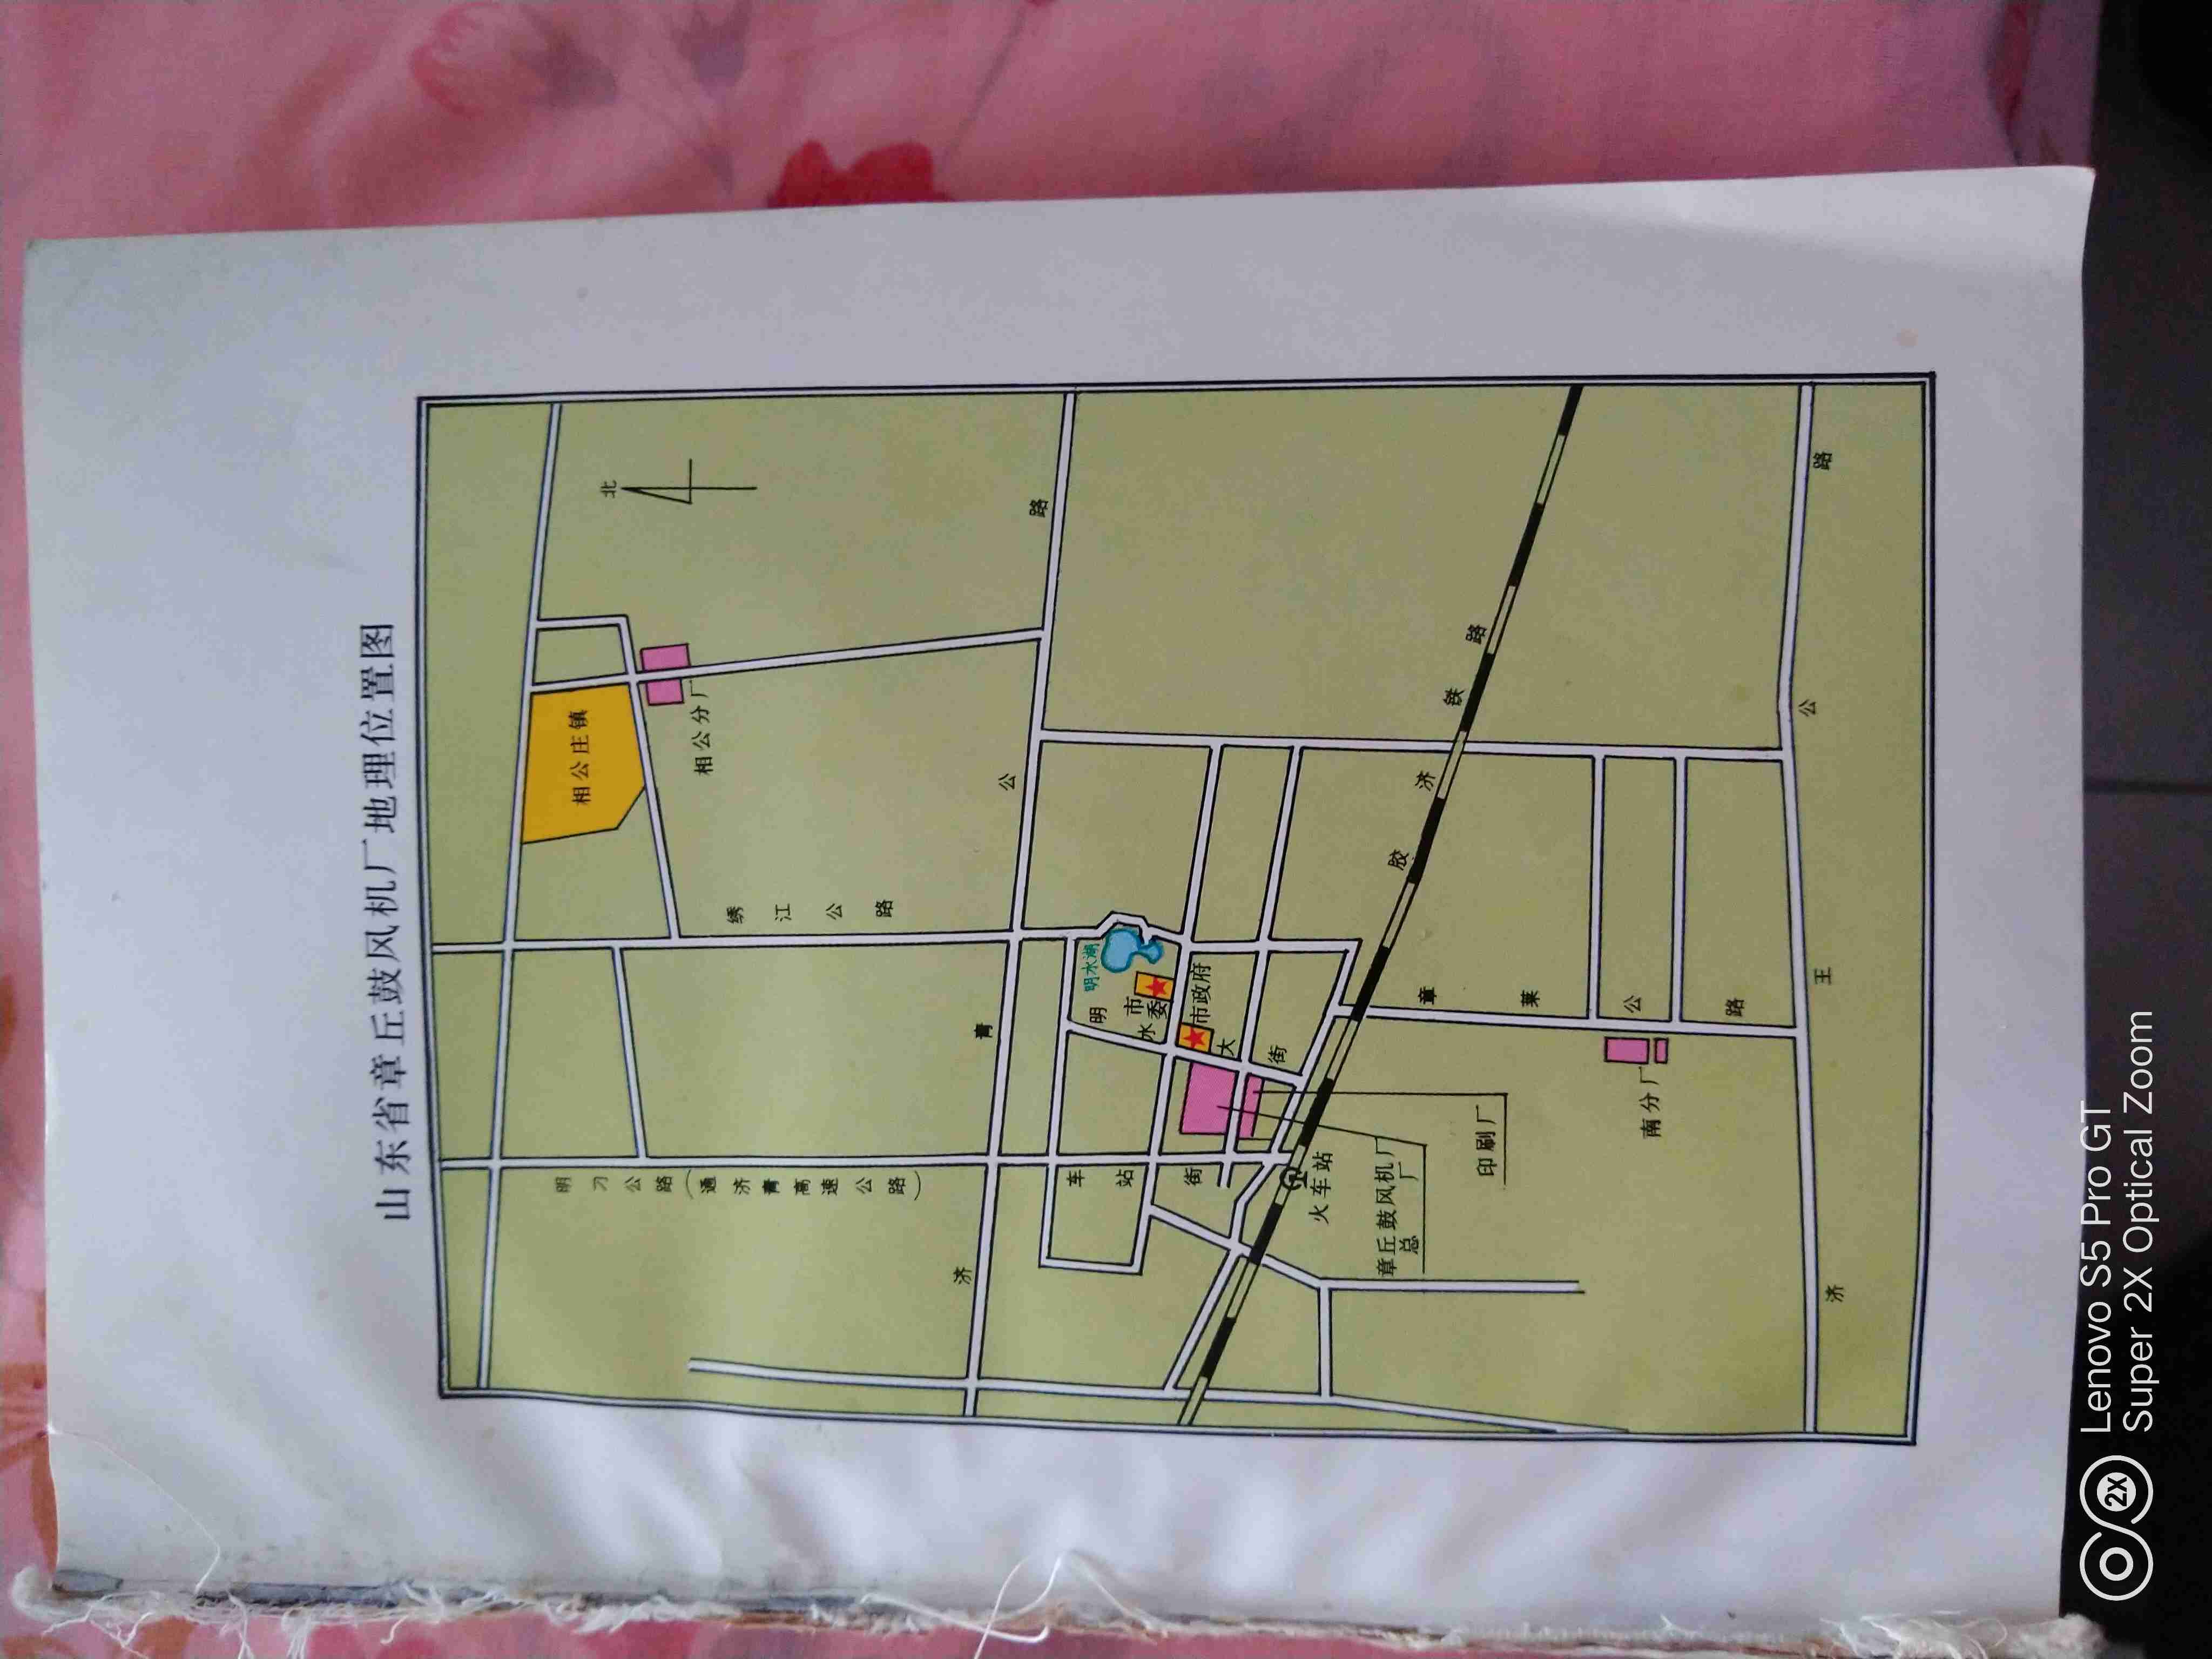 山东省章丘鼓风机厂地理位置图
相公庄镇
北
相公分厂
明刁公路（通济青高速公路）
绣江公路
济青公路
车站街
明水大街
明水湖
市委
市政府
火车站
章丘鼓风机厂
总厂
印刷厂
胶济铁路
章莱公路
南分厂
济王公路
Lenovo S5 Pro GT
2X
Super 2X Optical Zoom